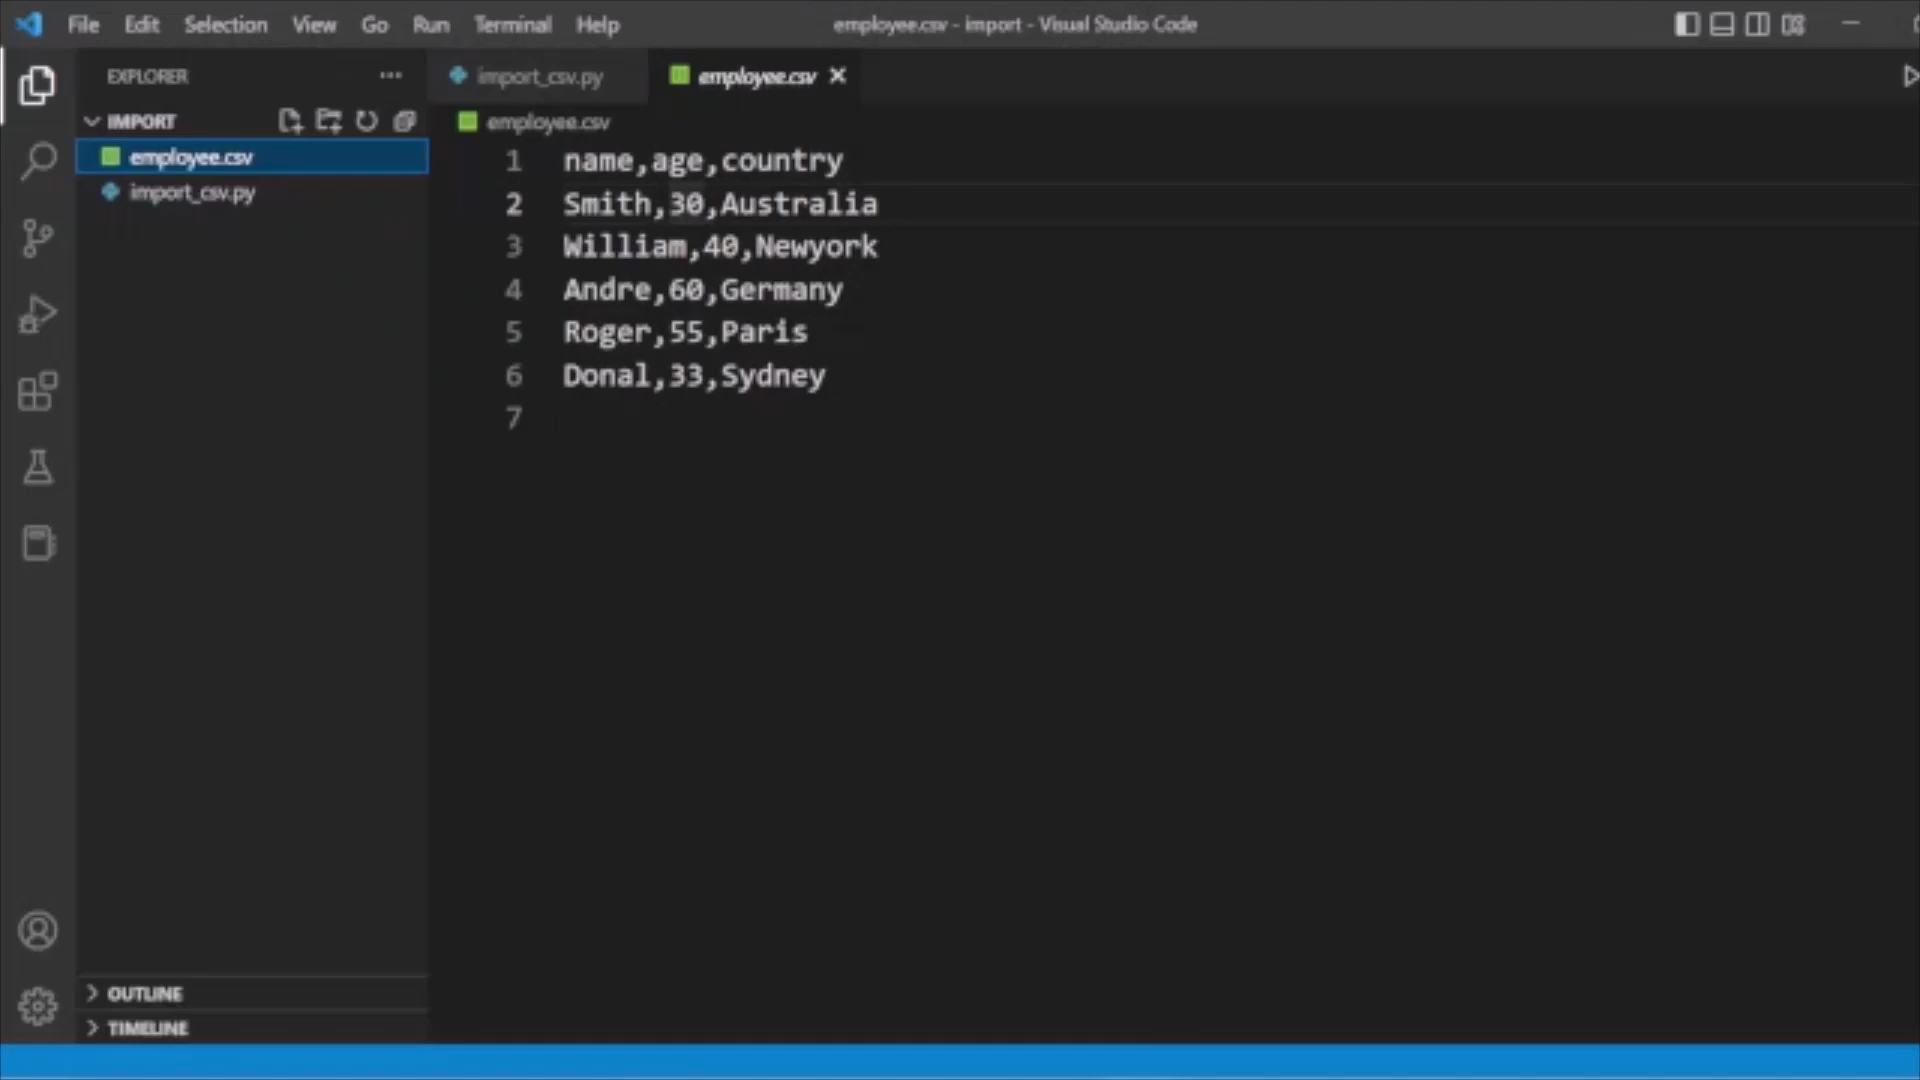 File Edit Selection View Go Run Terminal Help employee.csv - import - Visual Studio Code
EXPLORER
IMPORT
employee.csv
import_csv.py
import_csv.py employee.csv
employee.csv
1 name,age,country
2 Smith,30,Australia
3 William,40,Newyork
4 Andre,60,Germany
5 Roger,55,Paris
6 Donal,33,Sydney
7
OUTLINE
TIMELINE